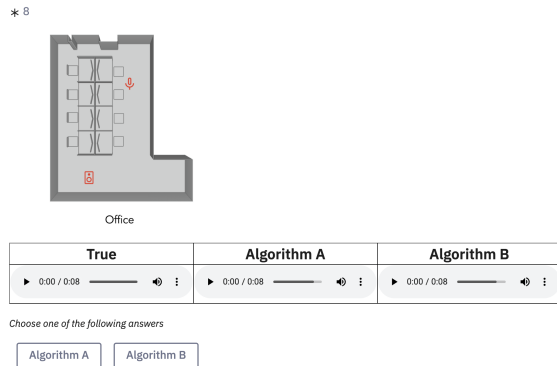 * 8
Office
True Algorithm A Algorithm B
0:00 / 0:08 0:00 / 0:08 0:00 / 0:08
Choose one of the following answers
Algorithm A Algorithm B